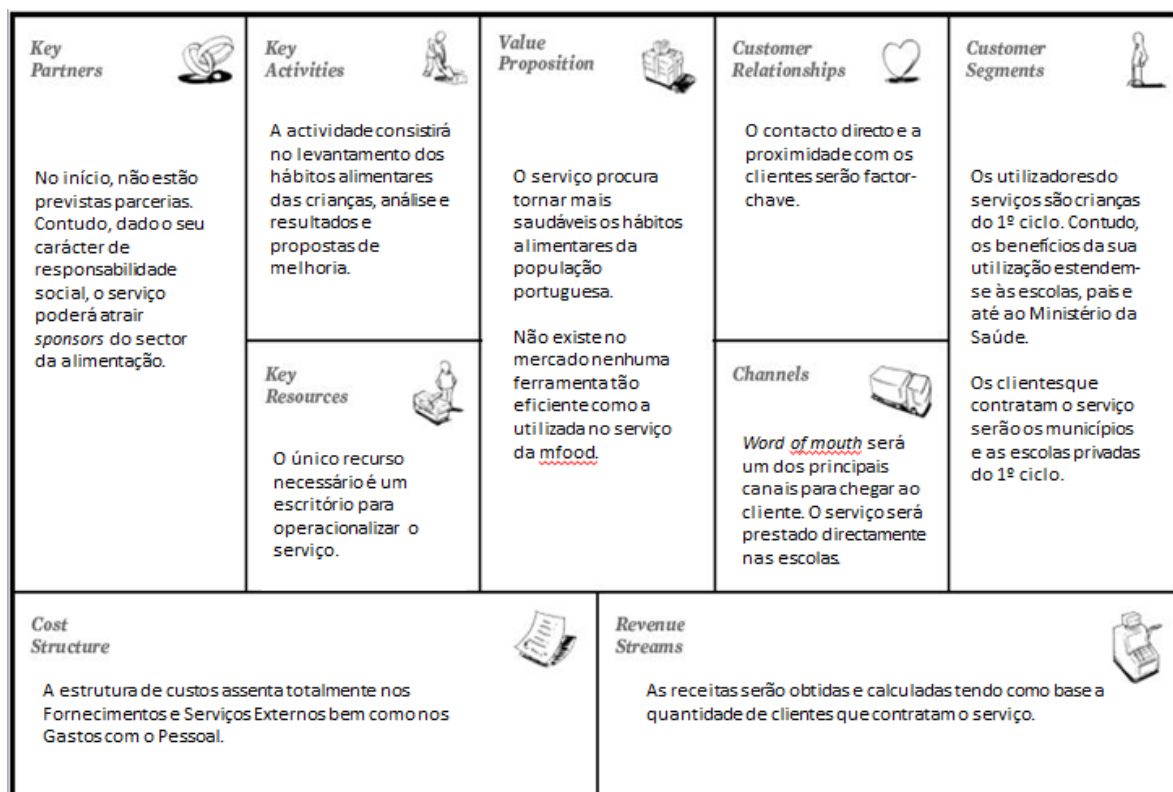 Key
Partners
No início, não estão
previstas parcerias.
Contudo, dado o seu
carácter de
responsabilidade
social, o serviço
poderá atrair
sponsors do sector
da alimentação.
Key
Activities
A actividade consistirá
no levantamento dos
hábitos alimentares
das crianças, análise e
resultados e
propostas de
melhoria.
Key
Resources
O único recurso
necessário é um
escritório para
operacionalizar o
serviço.
Value
Proposition
O serviço procura
tornar mais
saudáveis os hábitos
alimentares da
população
portuguesa.
Não existe no
mercado nenhuma
ferramenta tão
eficiente como a
utilizada no serviço
da mfood.
Customer
Relationships
O contacto directo e a
proximidade com os
clientes serão factor-
chave.
Channels
Word of mouth será
um dos principais
canais para chegar ao
cliente. O serviço será
prestado directamente
nas escolas.
Customer
Segments
Os utilizadores do
serviços são crianças
do 1º ciclo. Contudo,
os benefícios da sua
utilização estendem-
se às escolas, pais e
até ao Ministério da
Saúde.
Os clientes que
contratam o serviço
serão os municípios
e as escolas privadas
do 1º ciclo.
Cost
Structure
A estrutura de custos assenta totalmente nos
Fornecimentos e Serviços Externos bem como nos
Gastos com o Pessoal.
Revenue
Streams
As receitas serão obtidas e calculadas tendo como base a
quantidade de clientes que contratam o serviço.